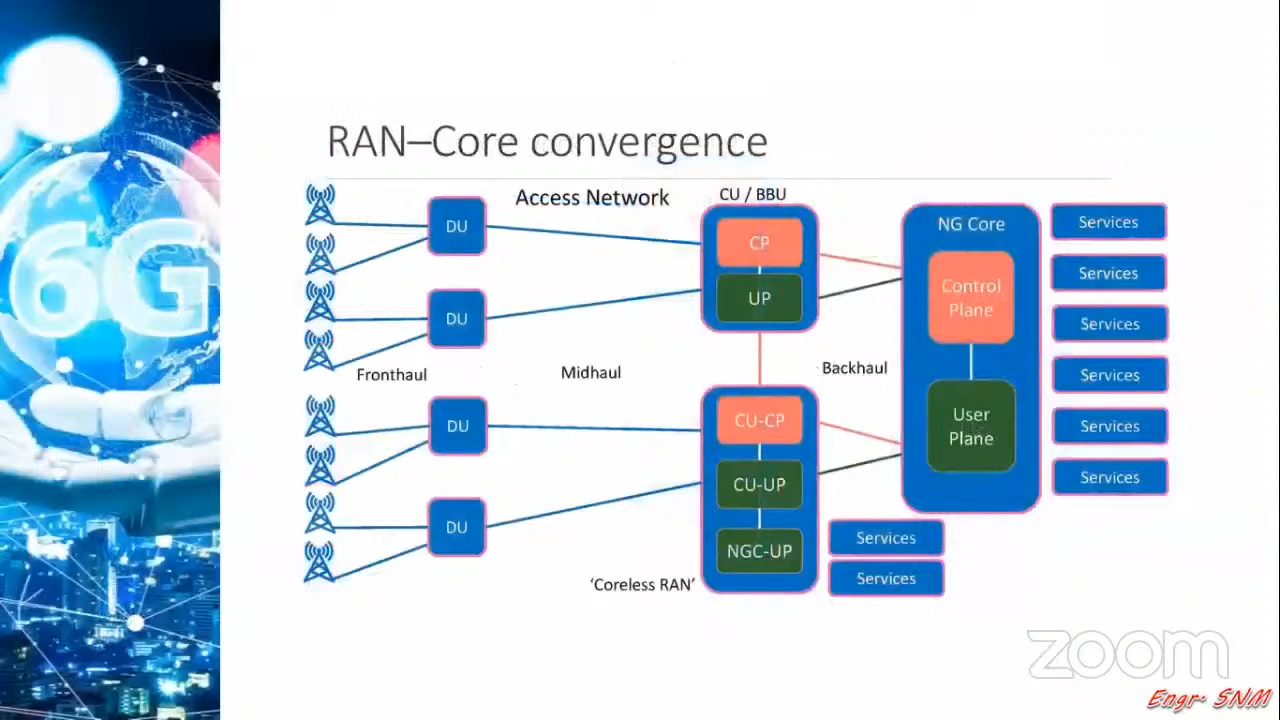 6G
RAN–Core convergence
Access Network
CU / BBU
DU
DU
DU
DU
Fronthaul
Midhaul
Backhaul
CP
UP
CU-CP
CU-UP
NGC-UP
'Coreless RAN'
NG Core
Control
Plane
User
Plane
Services
Services
Services
Services
Services
Services
Services
Services
zoom
Engr. SNM